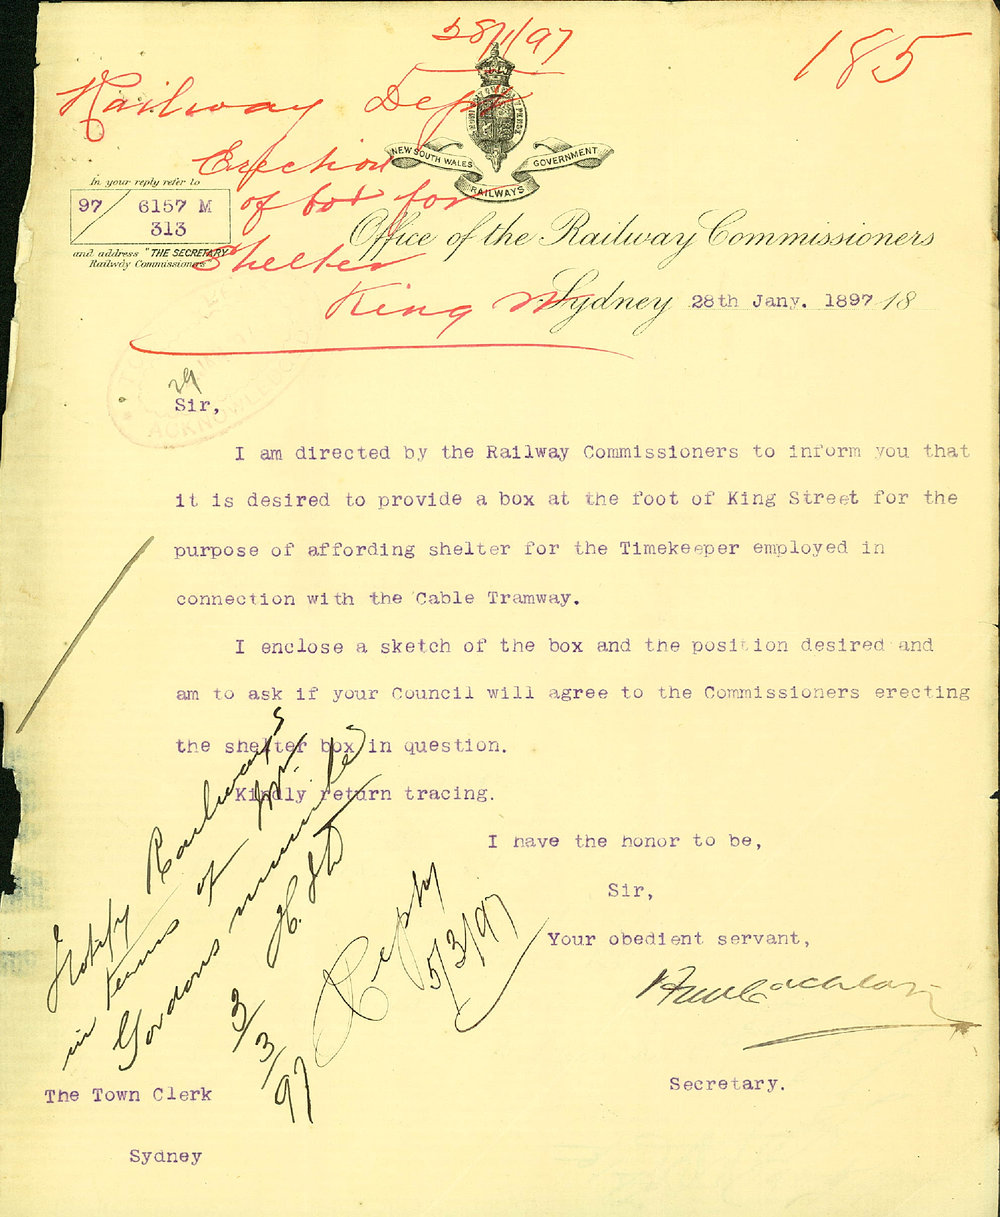 28/1/97
185
Railway Dept
Erection
of box for
Shelter
King St
NEW SOUTH WALES GOVERNMENT
RAILWAYS
In your reply refer to
97 / 6157 M
313
and address "THE SECRETARY
Railway Commissioners"
Office of the Railway Commissioners
Sydney 28th Jany. 1897 18
ACKNOWLEDGED
29
Sir,
I am directed by the Railway Commissioners to inform you that
it is desired to provide a box at the foot of King Street for the
purpose of affording shelter for the Timekeeper employed in
connection with the Cable Tramway.
I enclose a sketch of the box and the position desired and
am to ask if your Council will agree to the Commissioners erecting
the shelter box in question.
Kindly return tracing.
I have the honor to be,
Sir,
Your obedient servant,
Secretary.
Notify Railways
in terms of Mr.
Gordons minute
3/3/97
Reply
5/3/97
The Town Clerk
Sydney